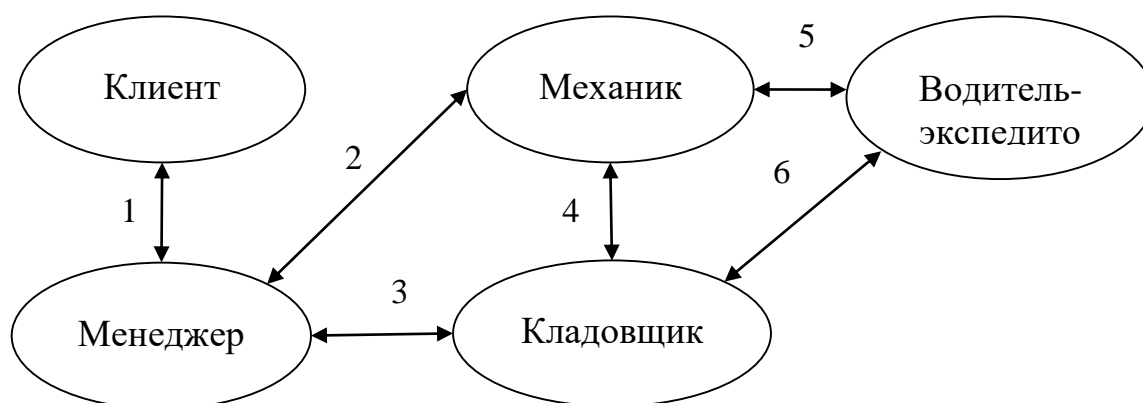 5
Клиент
Механик
Водитель-
экспедито
2
6
1
4
3
Менеджер
Кладовщик